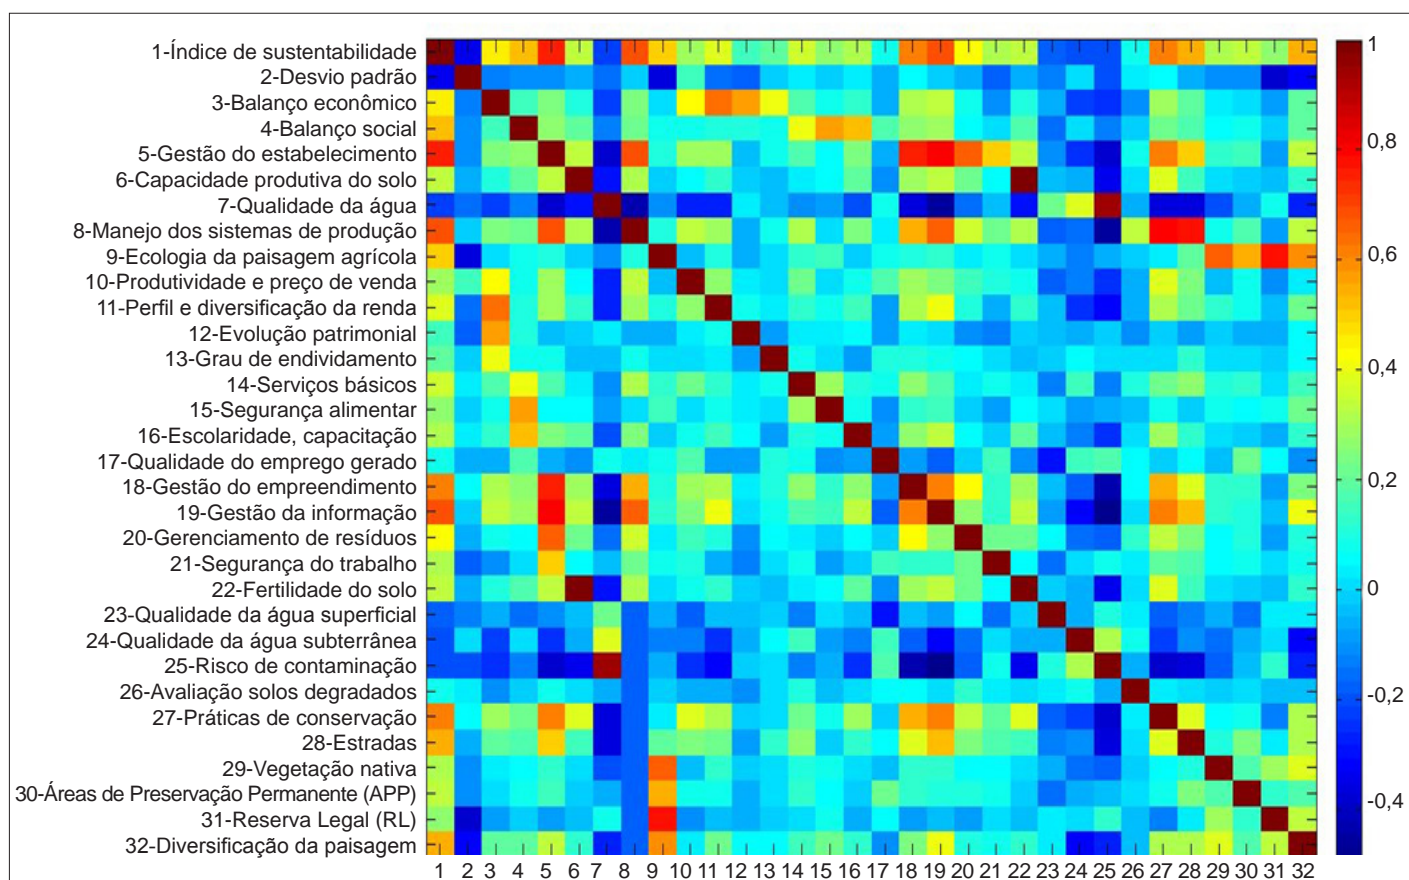 1-Índice de sustentabilidade
2-Desvio padrão
3-Balanço econômico
4-Balanço social
5-Gestão do estabelecimento
6-Capacidade produtiva do solo
7-Qualidade da água
8-Manejo dos sistemas de produção
9-Ecologia da paisagem agrícola
10-Produtividade e preço de venda
11-Perfil e diversificação da renda
12-Evolução patrimonial
13-Grau de endividamento
14-Serviços básicos
15-Segurança alimentar
16-Escolaridade, capacitação
17-Qualidade do emprego gerado
18-Gestão do empreendimento
19-Gestão da informação
20-Gerenciamento de resíduos
21-Segurança do trabalho
22-Fertilidade do solo
23-Qualidade da água superficial
24-Qualidade da água subterrânea
25-Risco de contaminação
26-Avaliação solos degradados
27-Práticas de conservação
28-Estradas
29-Vegetação nativa
30-Áreas de Preservação Permanente (APP)
31-Reserva Legal (RL)
32-Diversificação da paisagem
1 2 3 4 5 6 7 8 9 10 11 12 13 14 15 16 17 18 19 20 21 22 23 24 25 26 27 28 29 30 31 32
1
0,8
0,6
0,4
0,2
0
-0,2
-0,4